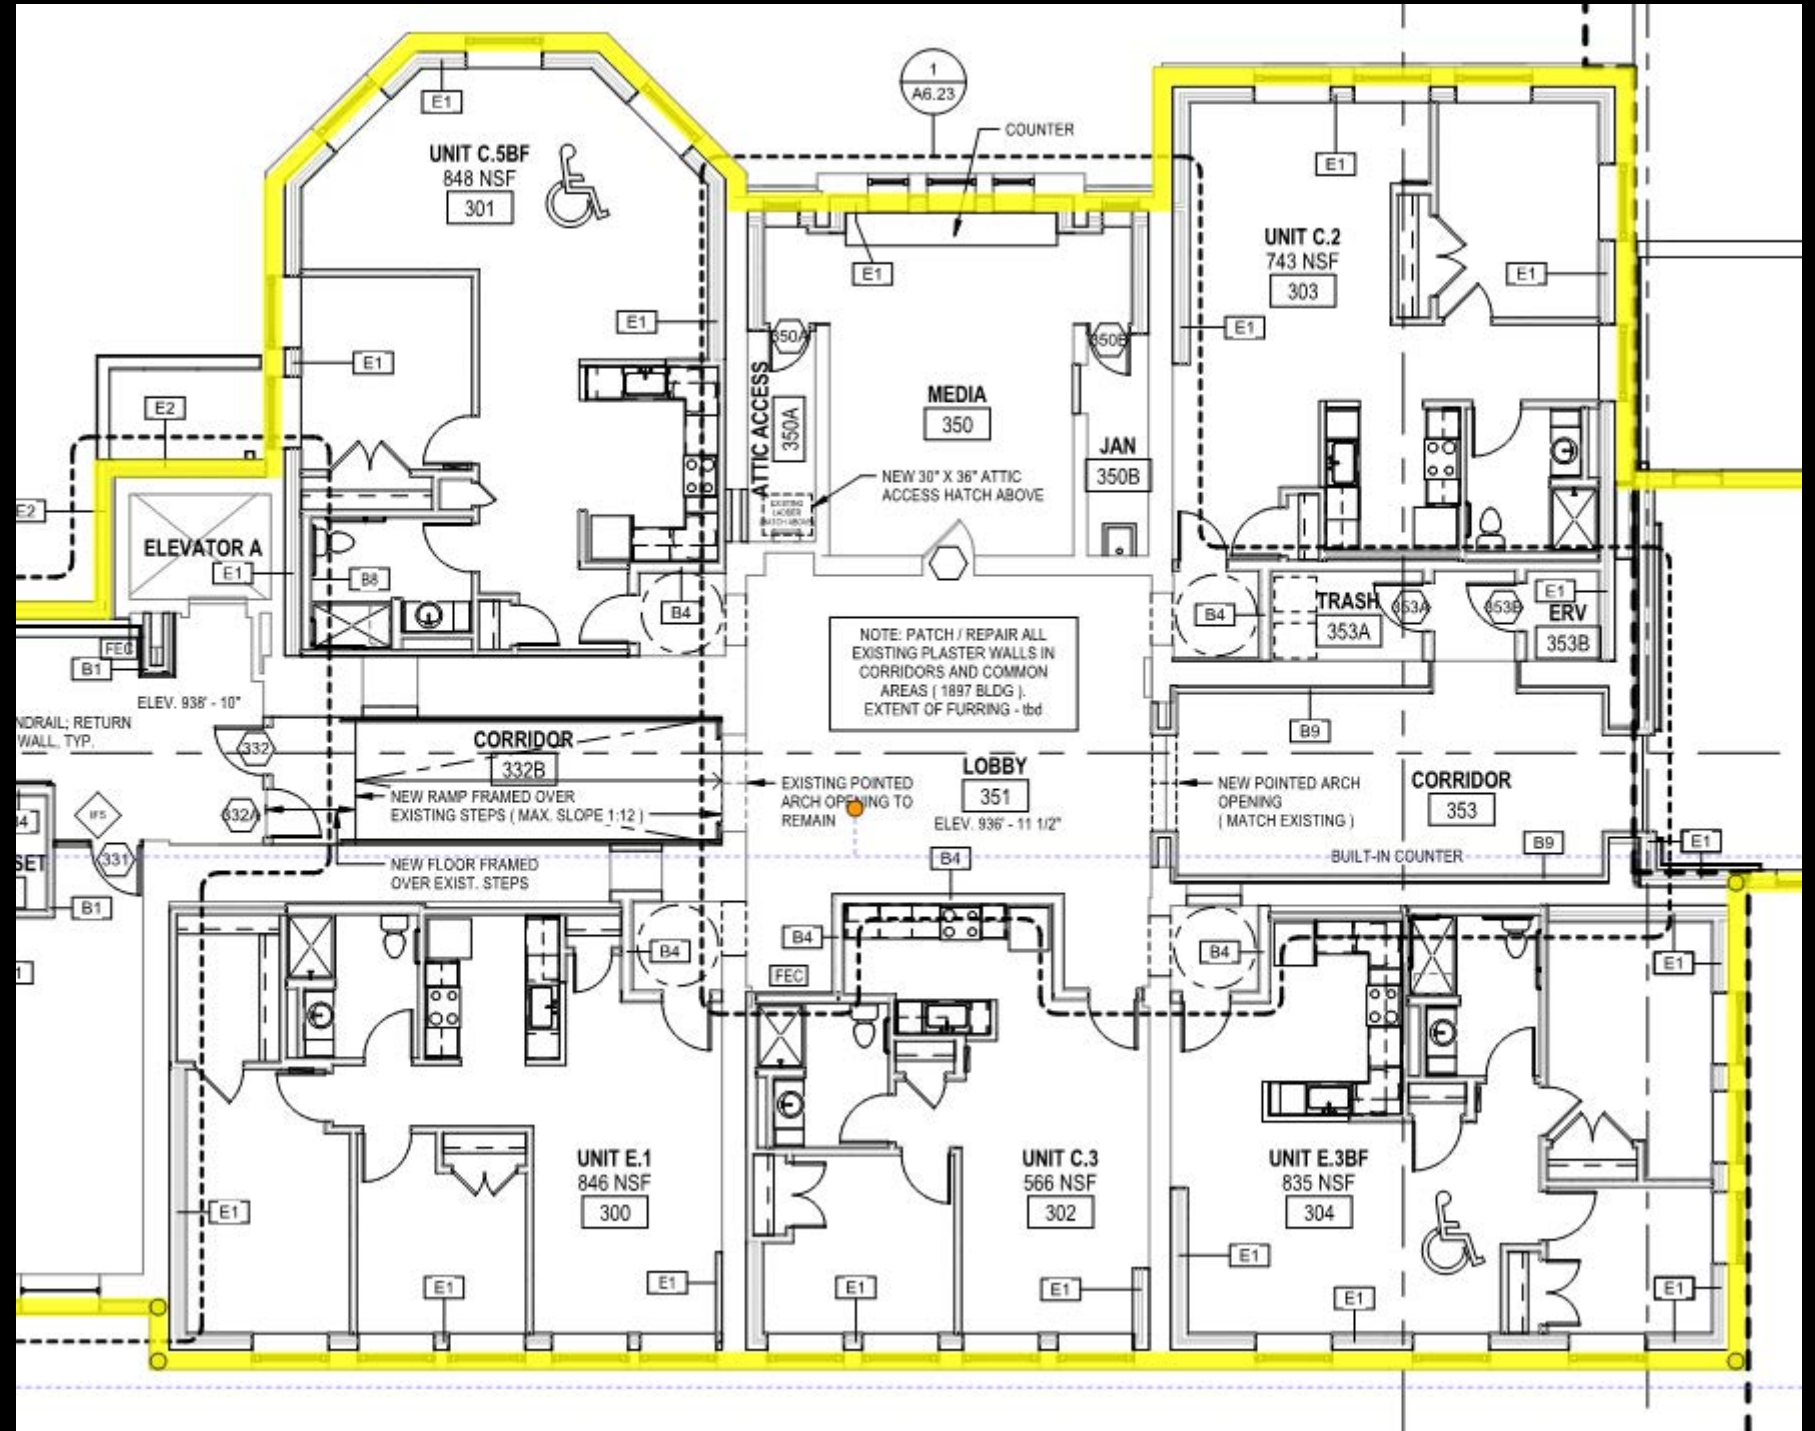 1
A6.23
COUNTER
E1
UNIT C.5BF
848 NSF
301
E1
UNIT C.2
743 NSF
303
E1
E1
E1
E1
E1
350A
350B
E2
ATTIC ACCESS
350A
MEDIA
350
JAN
350B
NEW 30" X 36" ATTIC
ACCESS HATCH ABOVE
EXISTING
LADDER
HATCH ABOVE
E2
ELEVATOR A
E1
B8
B4
B4
TRASH
353A
353A
353B
E1
ERV
353B
FEC
B1
ELEV. 938' - 10"
NDRAIL; RETURN
WALL, TYP.
NOTE: PATCH / REPAIR ALL
EXISTING PLASTER WALLS IN
CORRIDORS AND COMMON
AREAS ( 1897 BLDG ).
EXTENT OF FURRING - tbd
B9
332
CORRIDOR
332B
NEW RAMP FRAMED OVER
EXISTING STEPS ( MAX. SLOPE 1:12 )
EXISTING POINTED
ARCH OPENING TO
REMAIN
LOBBY
351
ELEV. 936' - 11 1/2"
NEW POINTED ARCH
OPENING
( MATCH EXISTING )
CORRIDOR
353
332A
34
SET
331
B1
NEW FLOOR FRAMED
OVER EXIST. STEPS
B4
BUILT-IN COUNTER
B9
E1
B4
B4
FEC
B4
E1
1
UNIT E.1
846 NSF
300
UNIT C.3
566 NSF
302
UNIT E.3BF
835 NSF
304
E1
E1
E1
E1
E1
E1
E1
E1